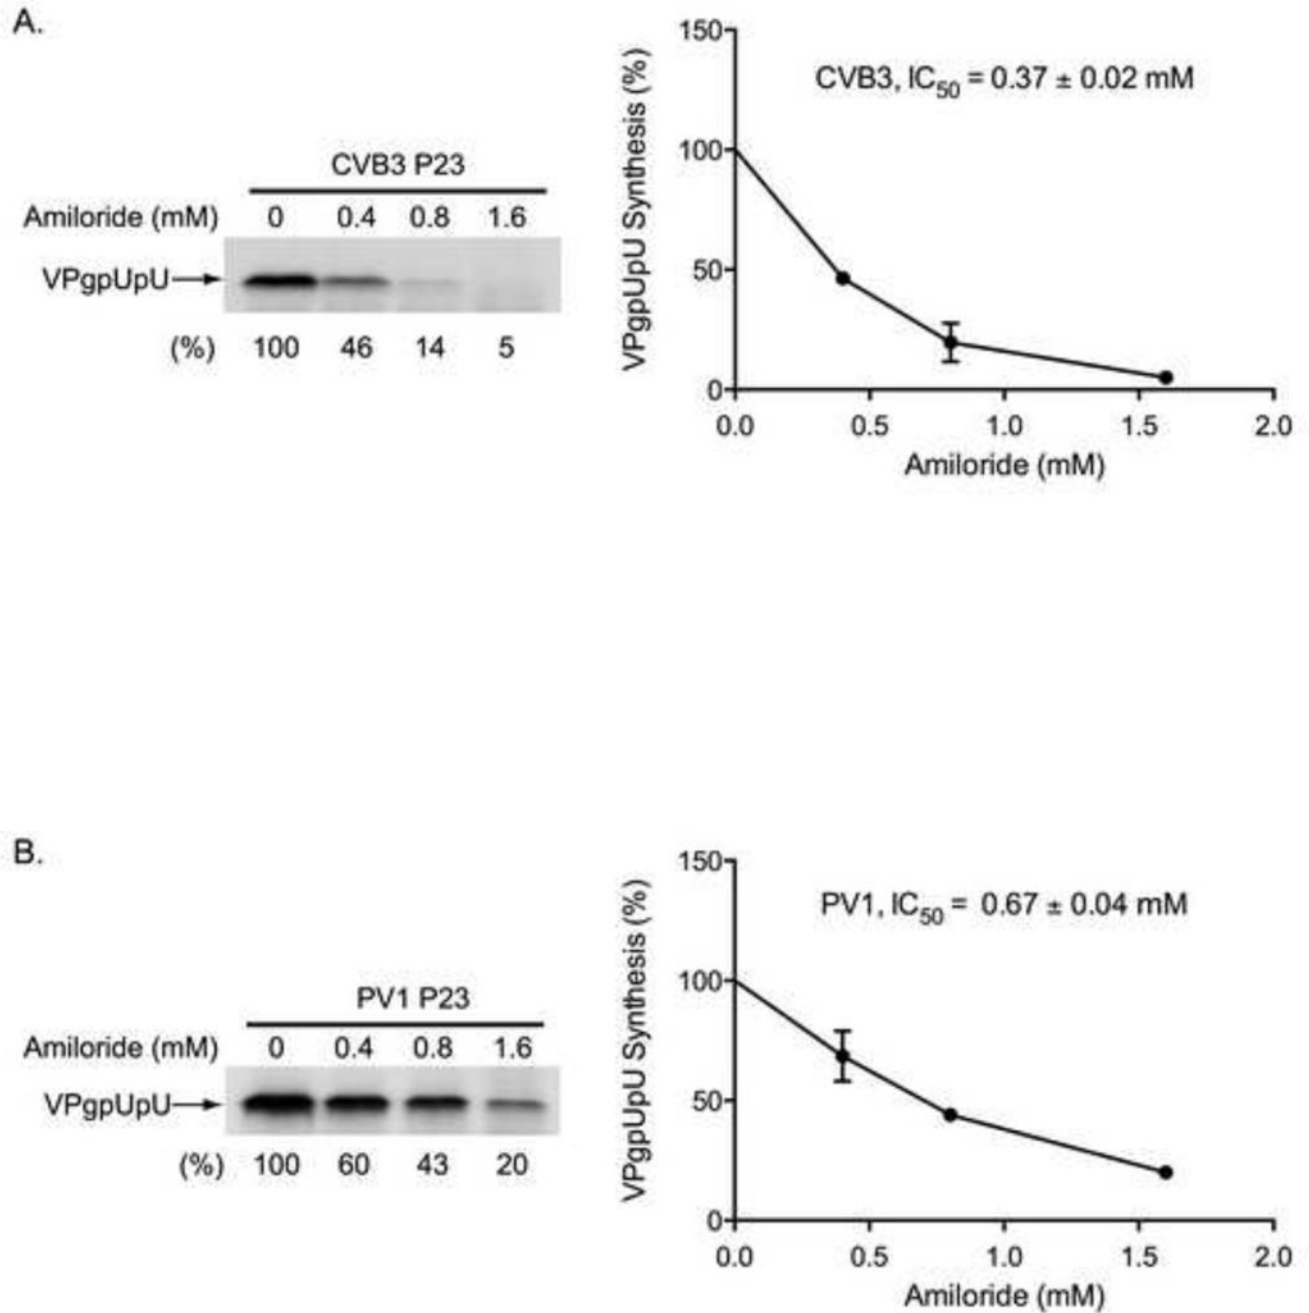 A.
CVB3 P23
Amiloride (mM) 0 0.4 0.8 1.6
VPgpUpU
(%) 100 46 14 5
CVB3, IC50 = 0.37 ± 0.02 mM
VPgpUpU Synthesis (%)
150
100
50
0
0.0 0.5 1.0 1.5 2.0
Amiloride (mM)
B.
PV1 P23
Amiloride (mM) 0 0.4 0.8 1.6
VPgpUpU
(%) 100 60 43 20
PV1, IC50 = 0.67 ± 0.04 mM
VPgpUpU Synthesis (%)
150
100
50
0
0.0 0.5 1.0 1.5 2.0
Amiloride (mM)